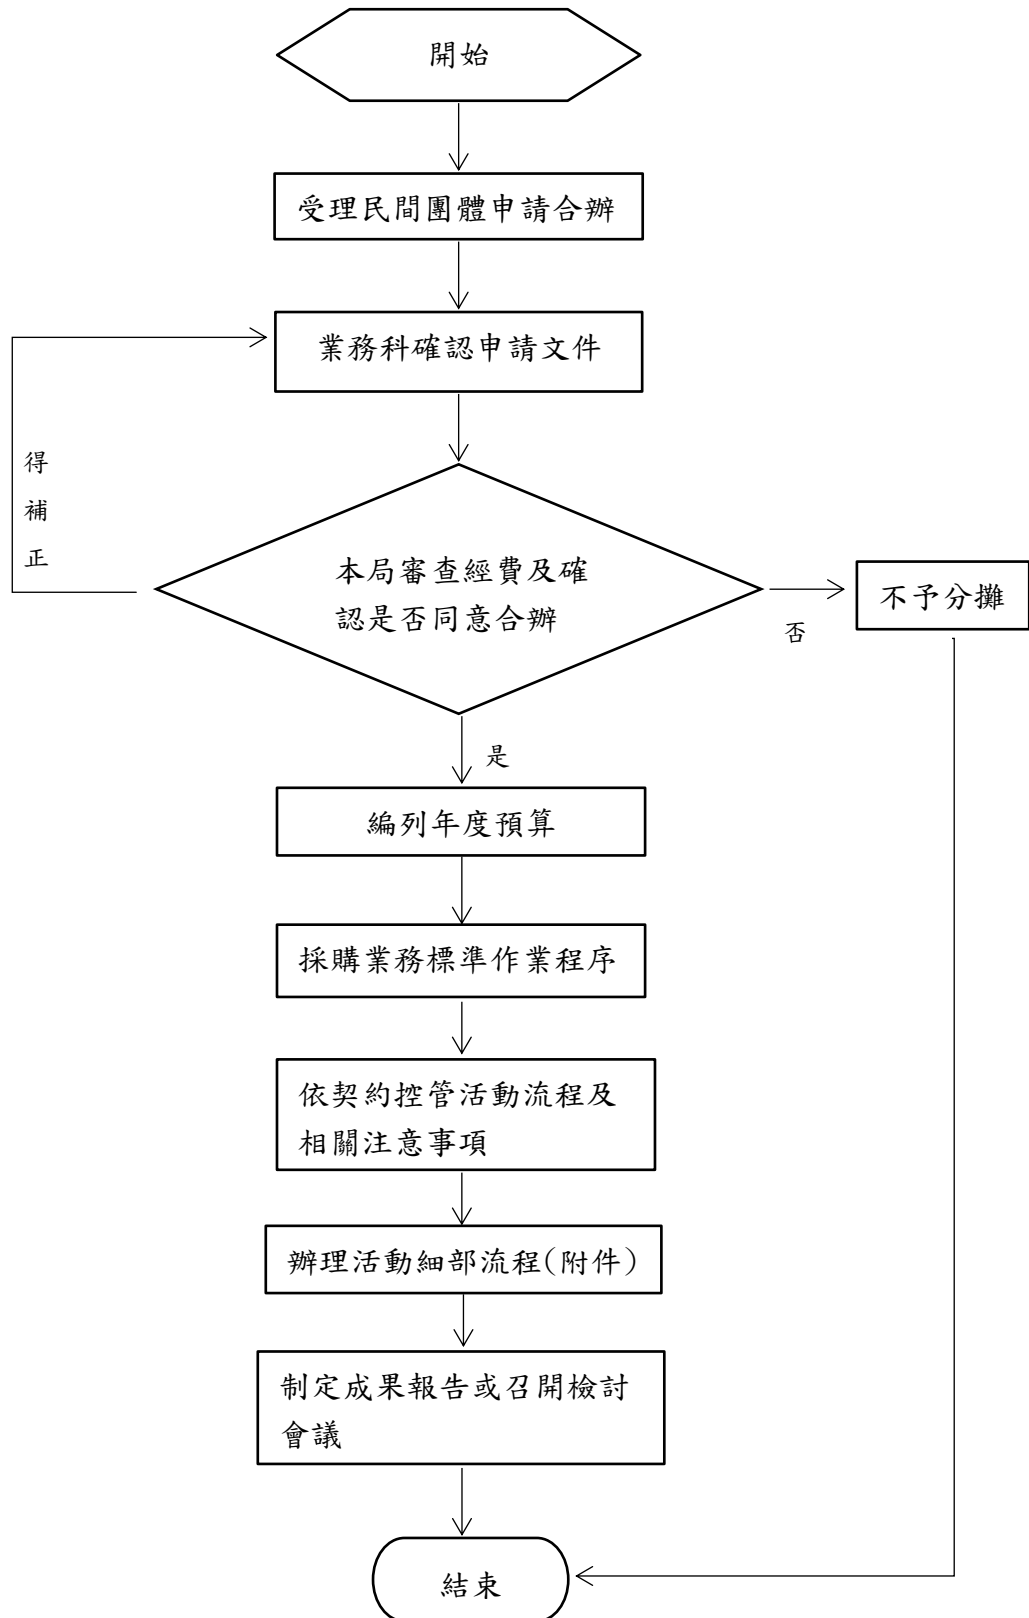 開始
受理民間團體申請合辦
業務科確認申請文件
得
補
正
本局審查經費及確
認是否同意合辦
否
不予分攤
是
編列年度預算
採購業務標準作業程序
依契約控管活動流程及
相關注意事項
辦理活動細部流程(附件)
制定成果報告或召開檢討
會議
結束